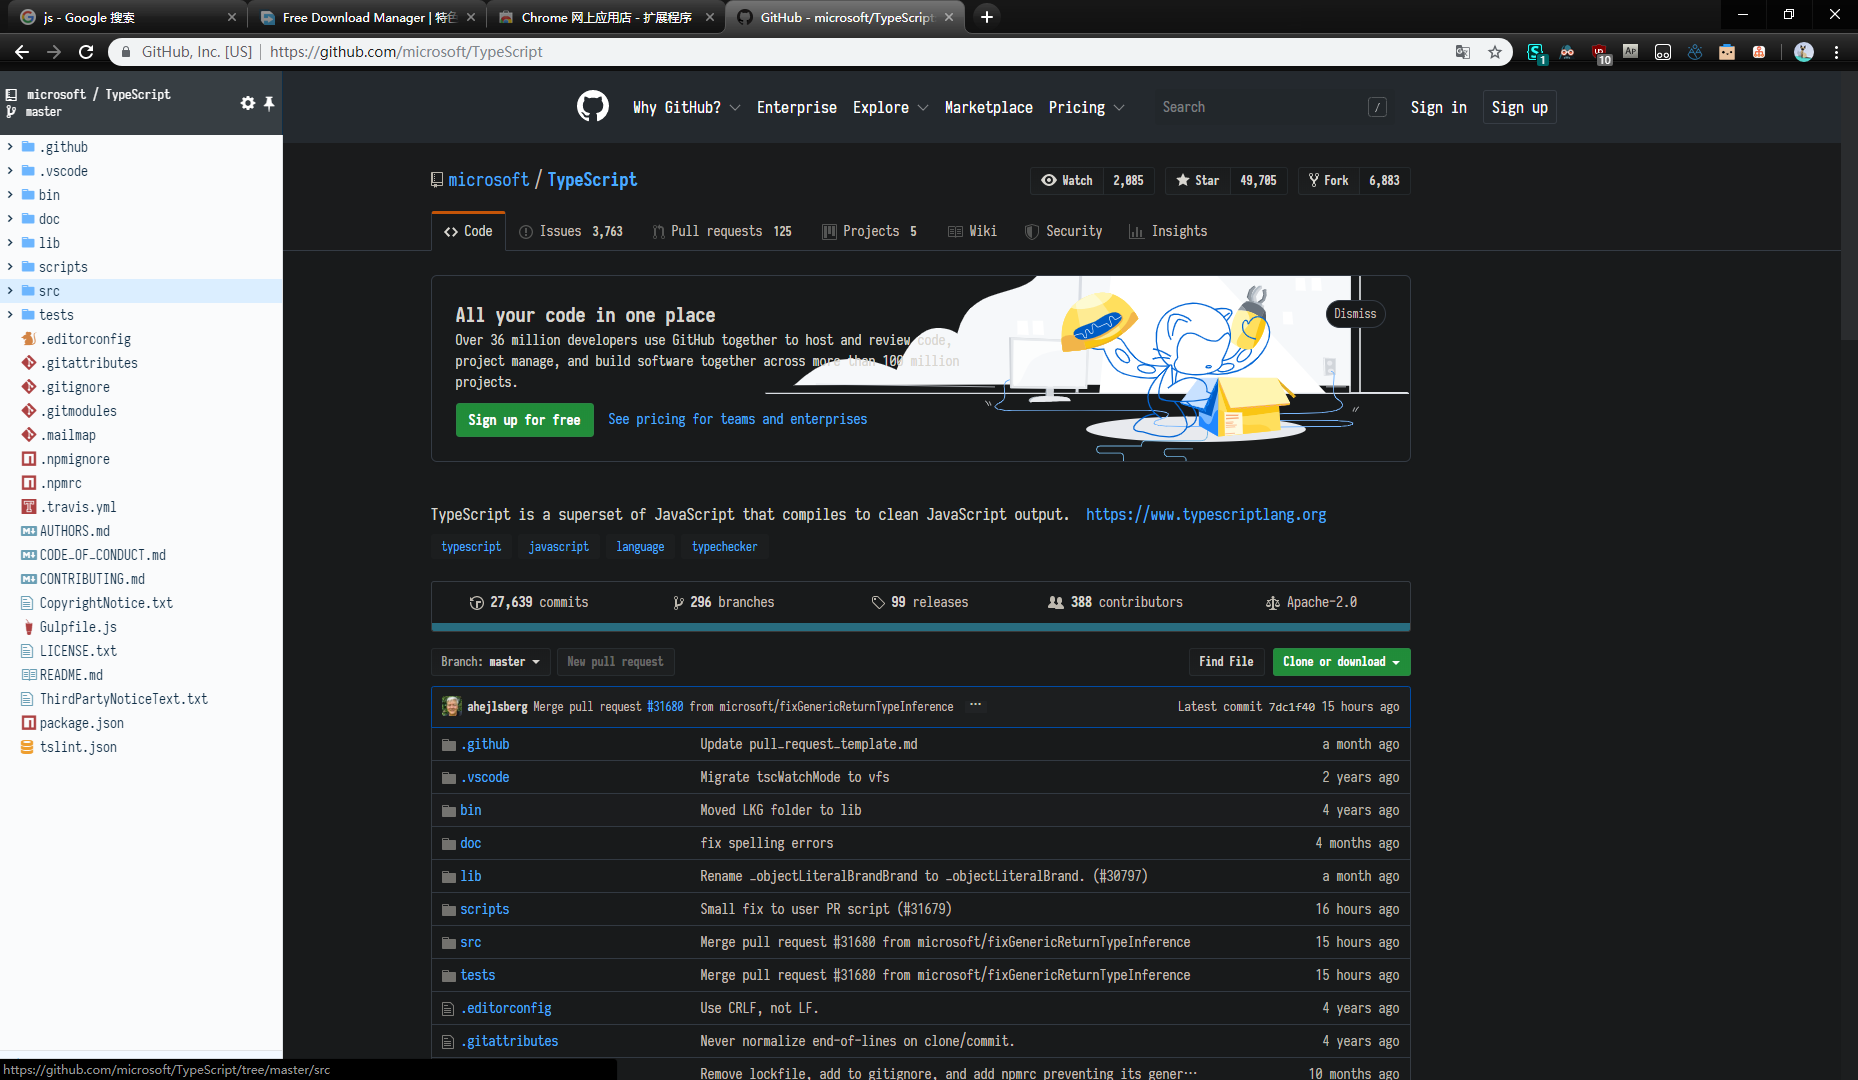 js - Google 搜索
Free Download Manager | 特色
Chrome 网上应用店 - 扩展程序
GitHub - microsoft/TypeScript
GitHub, Inc. [US] | https://github.com/microsoft/TypeScript
1
10
microsoft / TypeScript
master
.github
.vscode
bin
doc
lib
scripts
src
tests
.editorconfig
.gitattributes
.gitignore
.gitmodules
.mailmap
.npmignore
.npmrc
.travis.yml
AUTHORS.md
CODE_OF_CONDUCT.md
CONTRIBUTING.md
CopyrightNotice.txt
Gulpfile.js
LICENSE.txt
README.md
ThirdPartyNoticeText.txt
package.json
tslint.json
https://github.com/microsoft/TypeScript/tree/master/src
Why GitHub? Enterprise Explore Marketplace Pricing Search / Sign in Sign up
microsoft / TypeScript
Watch 2,085 Star 49,705 Fork 6,883
Code Issues 3,763 Pull requests 125 Projects 5 Wiki Security Insights
All your code in one place
Dismiss
Over 36 million developers use GitHub together to host and review code,
project manage, and build software together across more than 100 million
projects.
Sign up for free See pricing for teams and enterprises
TypeScript is a superset of JavaScript that compiles to clean JavaScript output. https://www.typescriptlang.org
typescript javascript language typechecker
27,639 commits 296 branches 99 releases 388 contributors Apache-2.0
Branch: master New pull request Find File Clone or download
ahejlsberg Merge pull request #31680 from microsoft/fixGenericReturnTypeInference ... Latest commit 7dc1f40 15 hours ago
.github Update pull_request_template.md a month ago
.vscode Migrate tscWatchMode to vfs 2 years ago
bin Moved LKG folder to lib 4 years ago
doc fix spelling errors 4 months ago
lib Rename _objectLiteralBrandBrand to _objectLiteralBrand. (#30797) a month ago
scripts Small fix to user PR script (#31679) 16 hours ago
src Merge pull request #31680 from microsoft/fixGenericReturnTypeInference 15 hours ago
tests Merge pull request #31680 from microsoft/fixGenericReturnTypeInference 15 hours ago
.editorconfig Use CRLF, not LF. 4 years ago
.gitattributes Never normalize end-of-lines on clone/commit. 4 years ago
Remove lockfile, add to gitignore, and add npmrc preventing its gener… 10 months ago